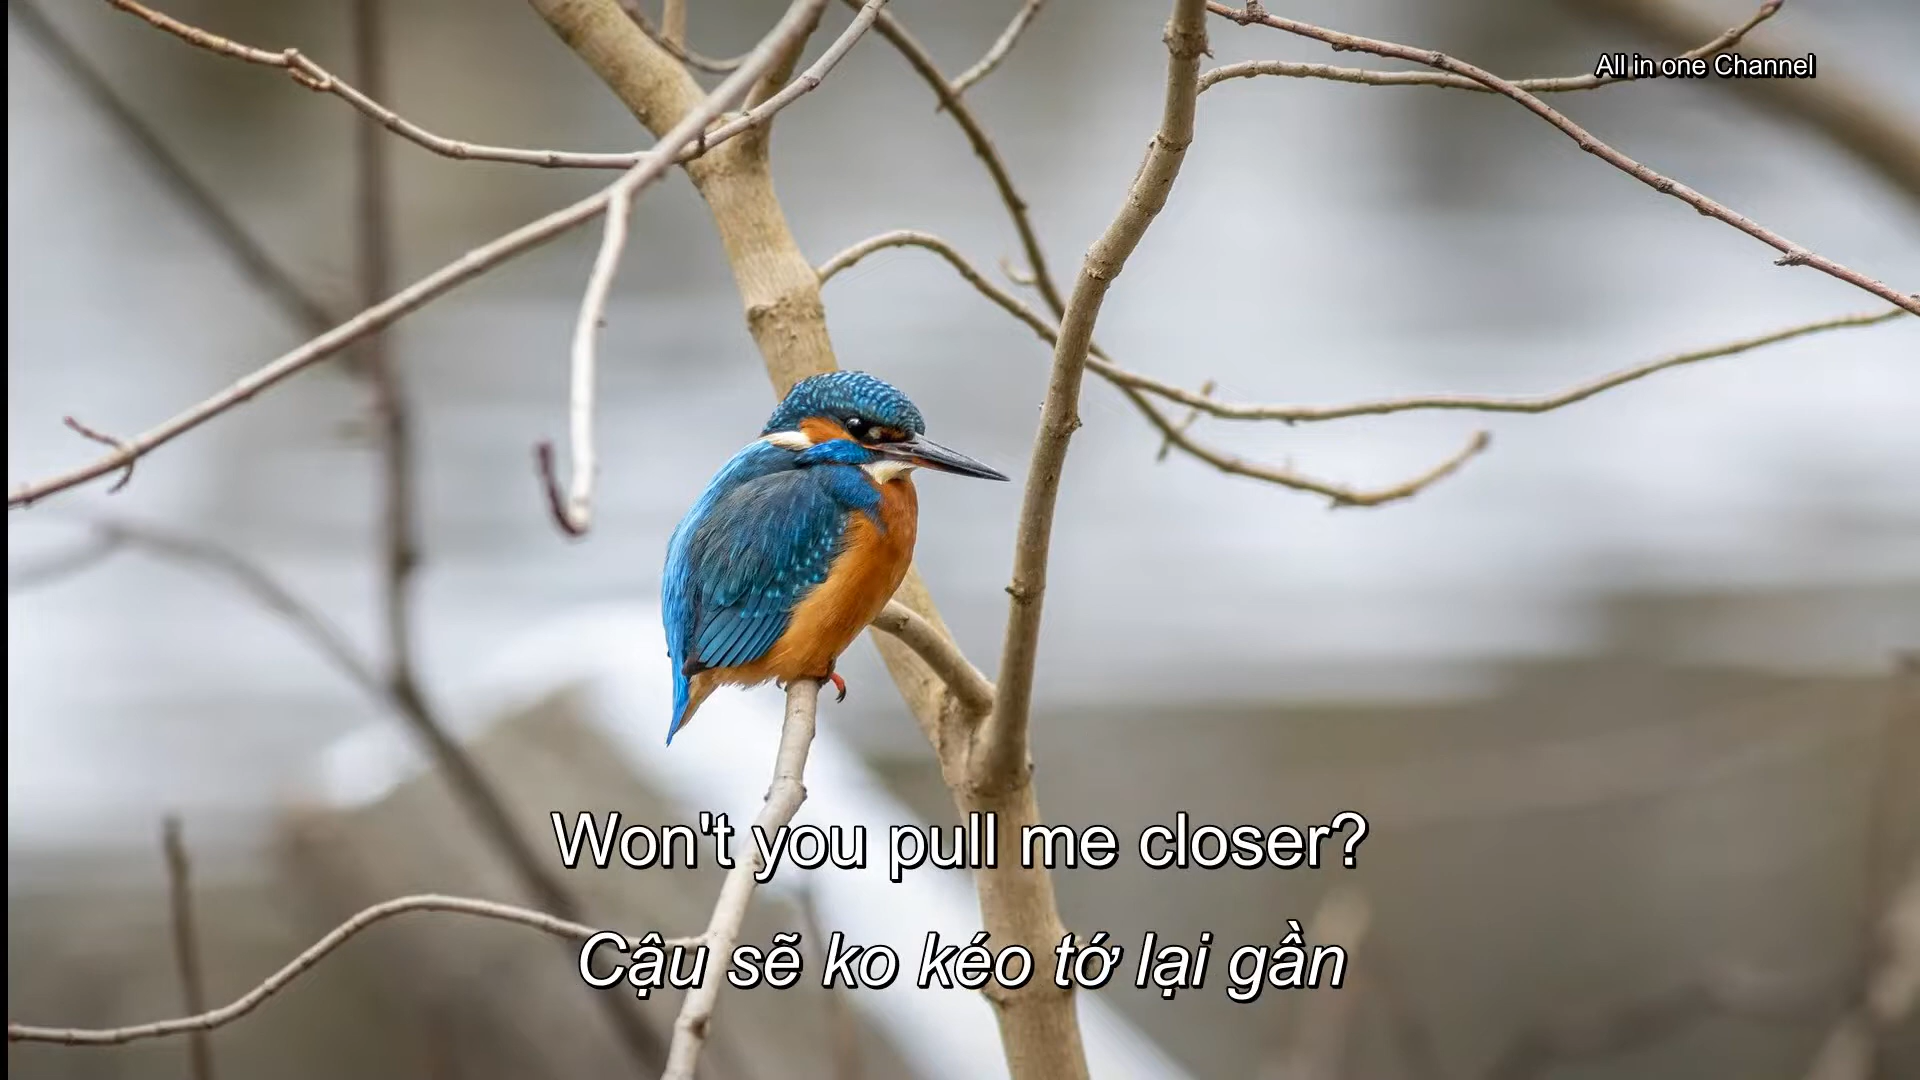 All in one Channel
Won't you pull me closer?
Cậu sẽ ko kéo tớ lại gần